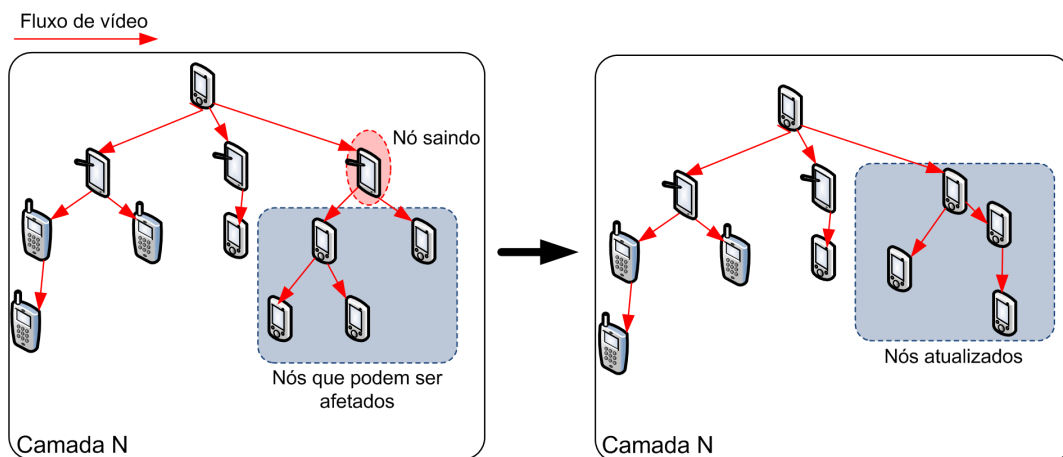 Fluxo de vídeo
Nó saindo
Nós que podem ser
afetados
Camada N
Nós atualizados
Camada N